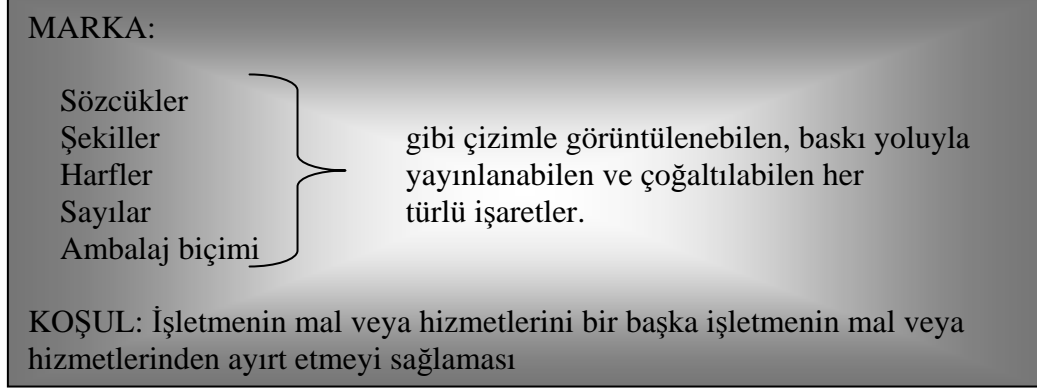 MARKA:
Sözcükler
Şekiller gibi çizimle görüntülenebilen, baskı yoluyla
Harfler yayınlanabilen ve çoğaltılabilen her
Sayılar türlü işaretler.
Ambalaj biçimi
KOŞUL: İşletmenin mal veya hizmetlerini bir başka işletmenin mal veya
hizmetlerinden ayırt etmeyi sağlaması